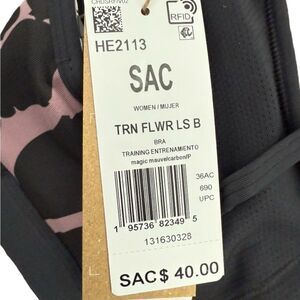 RFID
HE2113
SAC
WOMEN / MUJER
TRN FLWR LS B
BRA
TRAINING ENTRENAMIENTO
magic mauve/carbon/P
36AC
690
UPC
1 95736 82349 5
131630328
SAC$ 40.00